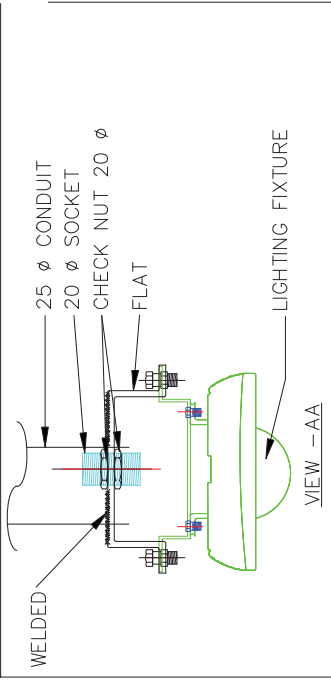 WELDED
25 ø CONDUIT
20 ø SOCKET
CHECK NUT 20 ø
FLAT
LIGHTING FIXTURE
VIEW -AA